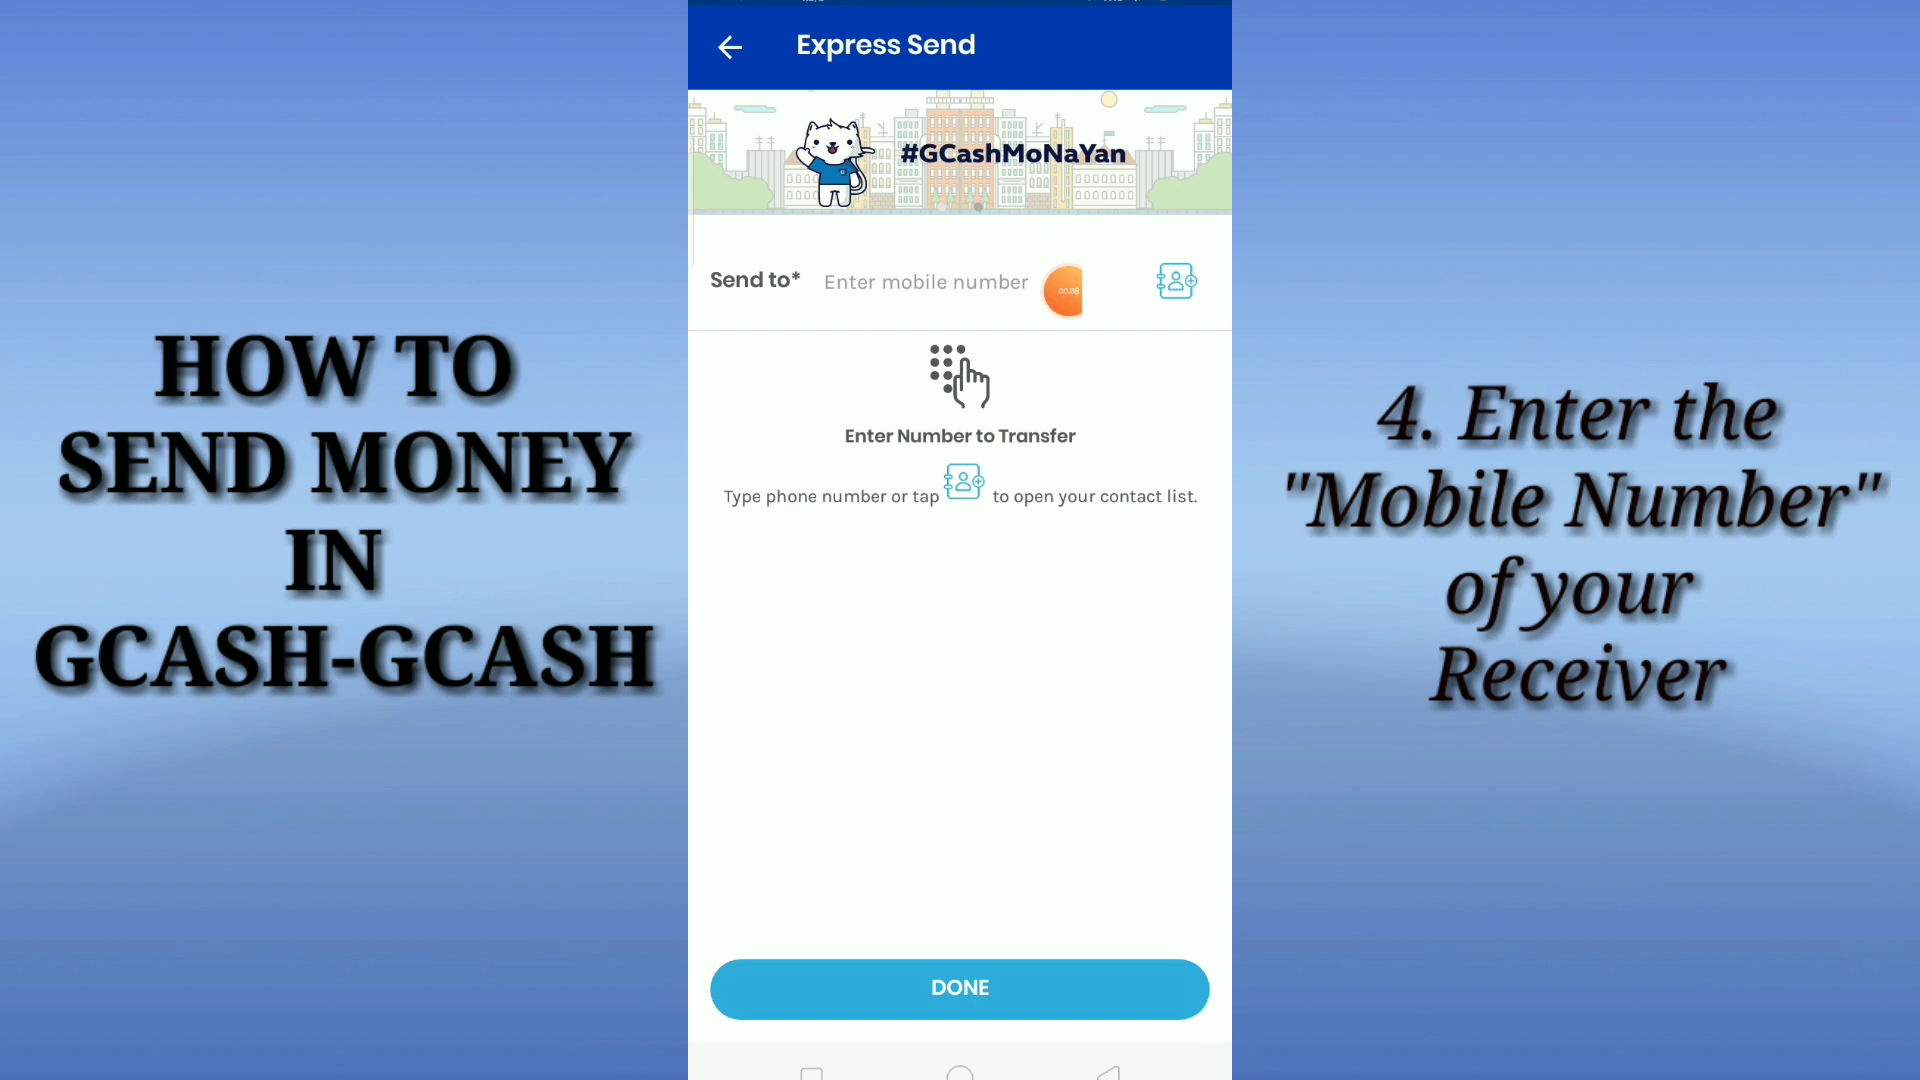 HOW TO
SEND MONEY
IN
GCASH-GCASH
Express Send
#GCashMoNaYan
Send to*
Enter mobile number
00:28
Enter Number to Transfer
Type phone number or tap to open your contact list.
DONE
4. Enter the
"Mobile Number"
of your
Receiver